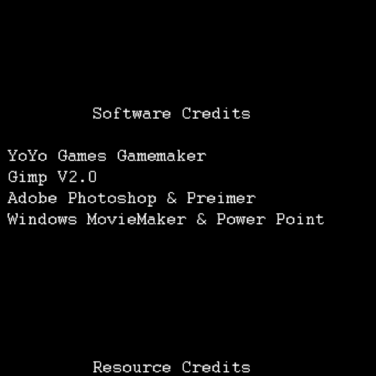 Software Credits
YoYo Games Gamemaker
Gimp V2.0
Adobe Photoshop & Preimer
Windows MovieMaker & Power Point
Resource Credits